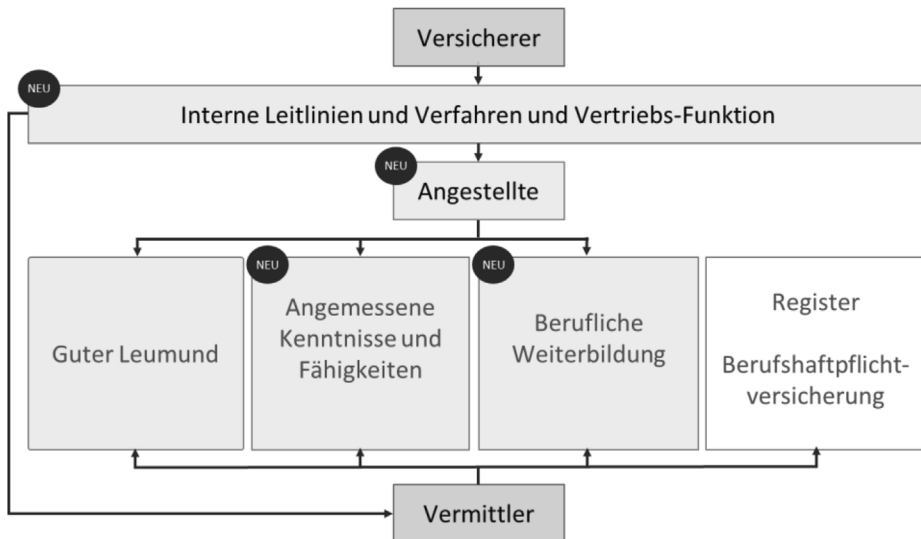 Versicherer
NEU
Interne Leitlinien und Verfahren und Vertriebs-Funktion
NEU
Angestellte
Guter Leumund
NEU
Angemessene
Kenntnisse und
Fähigkeiten
NEU
Berufliche
Weiterbildung
Register
Berufshaftpflicht-
versicherung
Vermittler